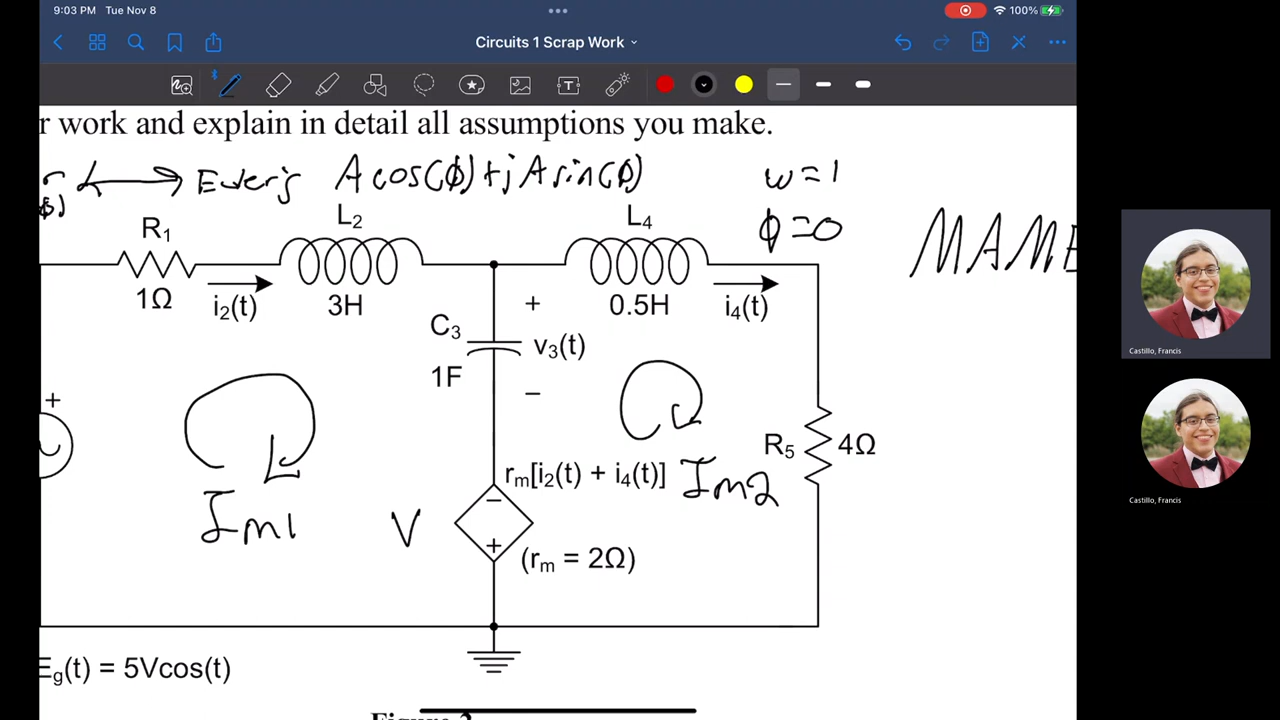 9:03 PM Tue Nov 8
100%
Circuits 1 Scrap Work
r work and explain in detail all assumptions you make.
Euler's A cos(ϕ)+jA sin(ϕ)
ω=1
ϕ=0
MAME
R1
1Ω
i2(t)
L2
3H
L4
0.5H
i4(t)
C3
1F
+
v3(t)
−
+
R5
4Ω
Im1
Im2
rm[i2(t) + i4(t)]
V
−
+
(rm = 2Ω)
Eg(t) = 5Vcos(t)
Castillo, Francis
Castillo, Francis